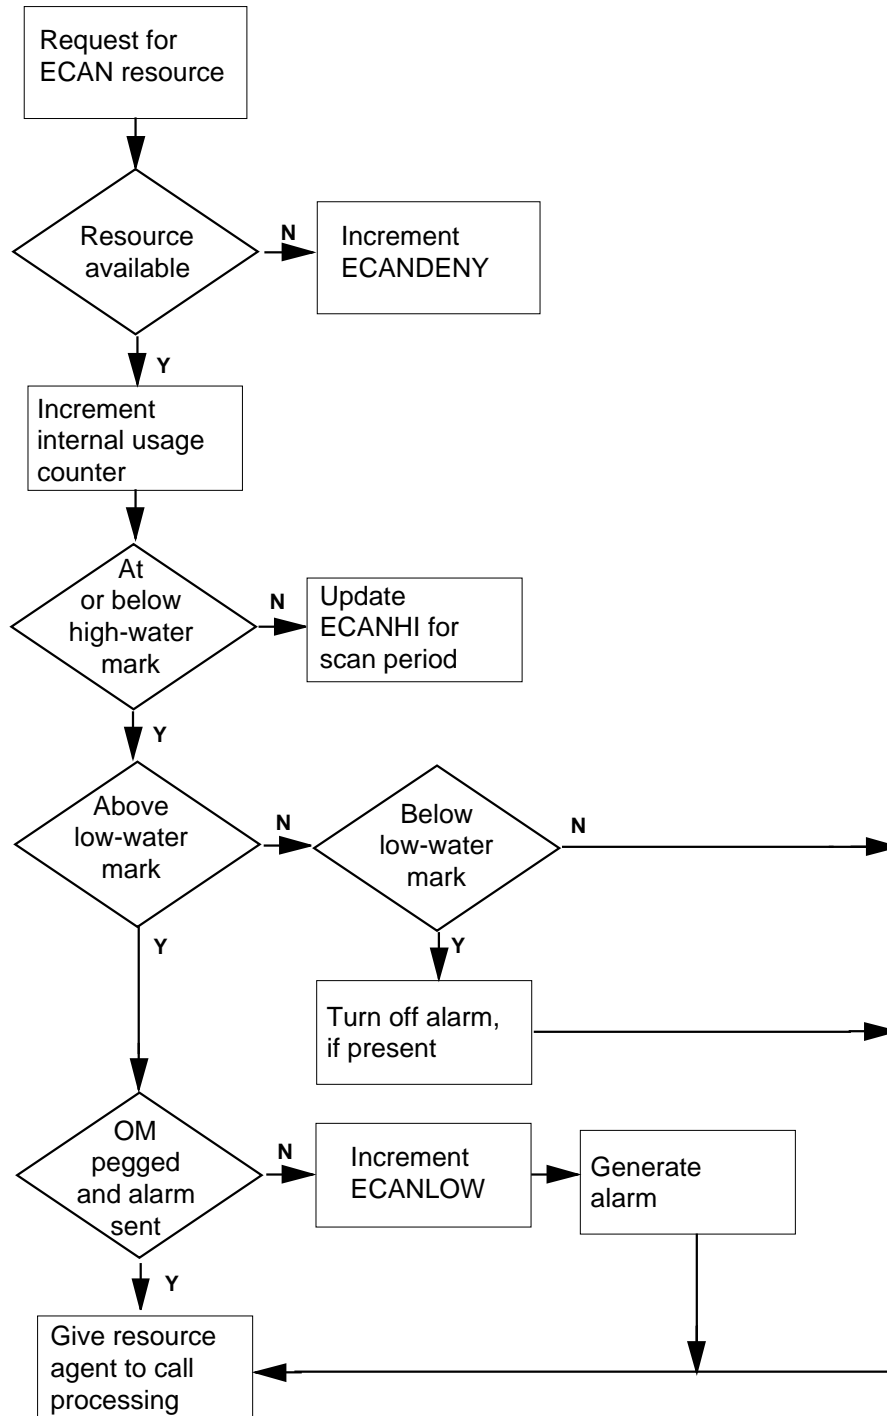 Request for
ECAN resource
Resource
available
N
Increment
ECANDENY
Y
Increment
internal usage
counter
At
or below
high-water
mark
N
Update
ECANHI for
scan period
Y
Above
low-water
mark
N
Below
low-water
mark
N
Y
Y
Turn off alarm,
if present
OM
pegged
and alarm
sent
N
Increment
ECANLOW
Generate
alarm
Y
Give resource
agent to call
processing